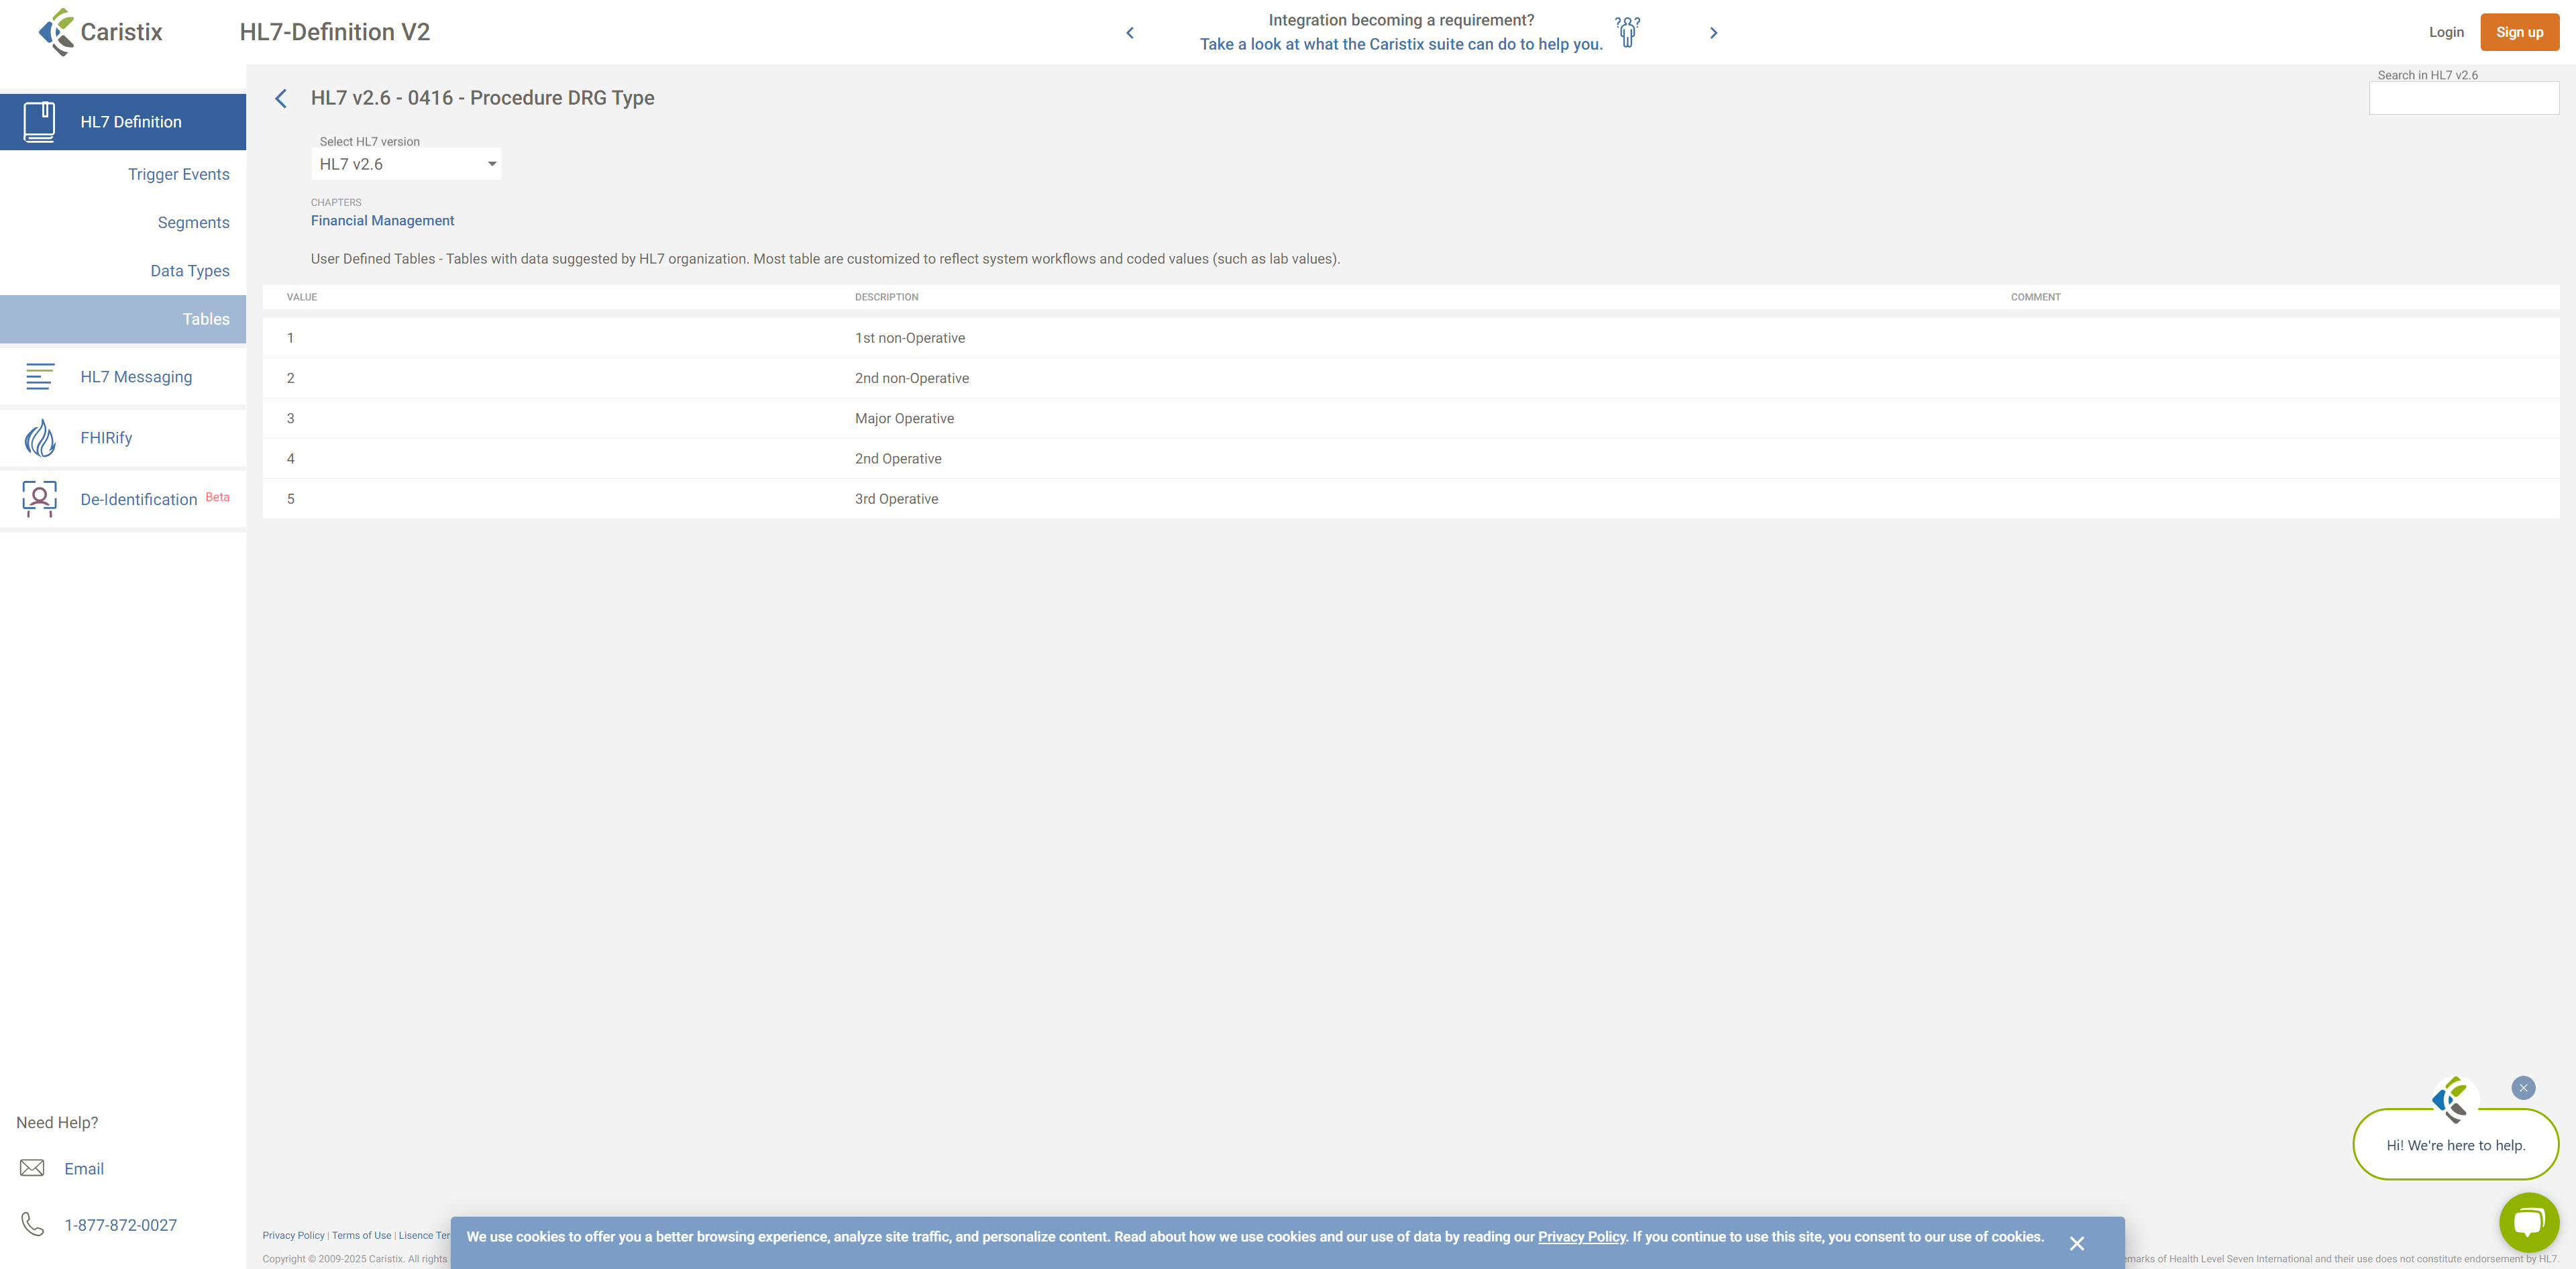 Caristix
HL7-Definition V2
Integration becoming a requirement?
Take a look at what the Caristix suite can do to help you.
Login
Sign up
HL7 Definition
Trigger Events
Segments
Data Types
Tables
HL7 Messaging
FHIRify
De-Identification Beta
Need Help?
Email
1-877-872-0027
HL7 v2.6 - 0416 - Procedure DRG Type
Search in HL7 v2.6
Select HL7 version
HL7 v2.6
CHAPTERS
Financial Management
User Defined Tables - Tables with data suggested by HL7 organization. Most table are customized to reflect system workflows and coded values (such as lab values).
VALUE DESCRIPTION COMMENT
1 1st non-Operative
2 2nd non-Operative
3 Major Operative
4 2nd Operative
5 3rd Operative
Hi! We're here to help.
Privacy Policy | Terms of Use | Lisence
We use cookies to offer you a better browsing experience, analyze site traffic, and personalize content. Read about how we use cookies and our use of data by reading our Privacy Policy. If you continue to use this site, you consent to our use of cookies.
Copyright © 2009-2025 Caristix. All rights
of Health Level Seven International and their use does not constitute endorsement by HL7.